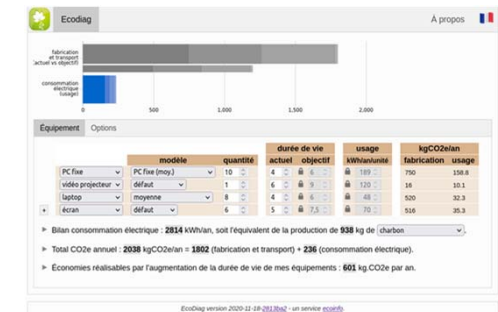 Ecodiag
À propos
fabrication
et transport
(actuel vs objectif)
consommation
électrique
(usage)
0 500 1,000 1,500 2,000
Équipement Options
durée de vie usage kgCO2e/an
modèle quantité actuel objectif kWh/an/unité fabrication usage
PC fixe PC fixe (moy.) 10 4 6 189 750 158.8
vidéo projecteur défaut 1 6 9 120 16 10.1
laptop moyenne 8 4 6 48 520 32.3
+ écran défaut 6 5 7,5 70 516 35.3
Bilan consommation électrique : 2814 kWh/an, soit l'équivalent de la production de 938 kg de charbon .
Total CO2e annuel : 2038 kgCO2e/an = 1802 (fabrication et transport) + 236 (consommation électrique).
Économies réalisables par l'augmentation de la durée de vie de mes équipements : 601 kg.CO2e par an.
EcoDiag version 2020-11-18-2813ba2 - un service ecoinfo.